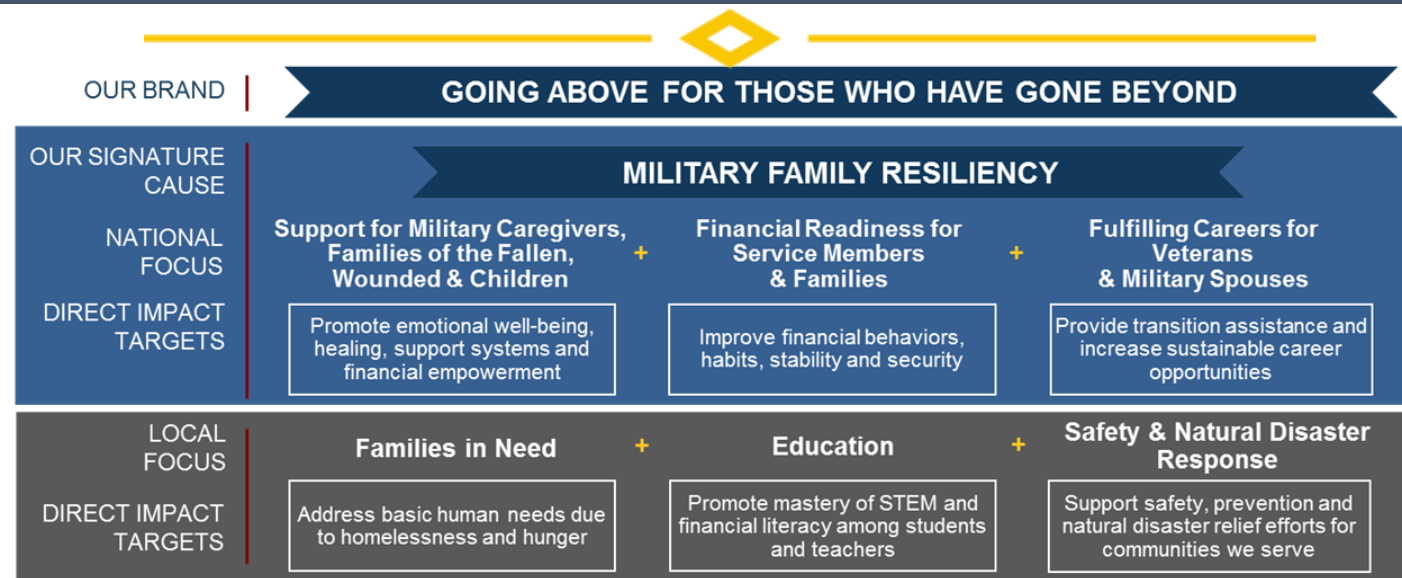 OUR BRAND
GOING ABOVE FOR THOSE WHO HAVE GONE BEYOND
OUR SIGNATURE
CAUSE
MILITARY FAMILY RESILIENCY
NATIONAL
FOCUS
Support for Military Caregivers,
Families of the Fallen,
Wounded & Children
+
Financial Readiness for
Service Members
& Families
+
Fulfilling Careers for
Veterans
& Military Spouses
DIRECT IMPACT
TARGETS
Promote emotional well-being,
healing, support systems and
financial empowerment
Improve financial behaviors,
habits, stability and security
Provide transition assistance and
increase sustainable career
opportunities
LOCAL
FOCUS
Families in Need
+
Education
+
Safety & Natural Disaster
Response
DIRECT IMPACT
TARGETS
Address basic human needs due
to homelessness and hunger
Promote mastery of STEM and
financial literacy among students
and teachers
Support safety, prevention and
natural disaster relief efforts for
communities we serve